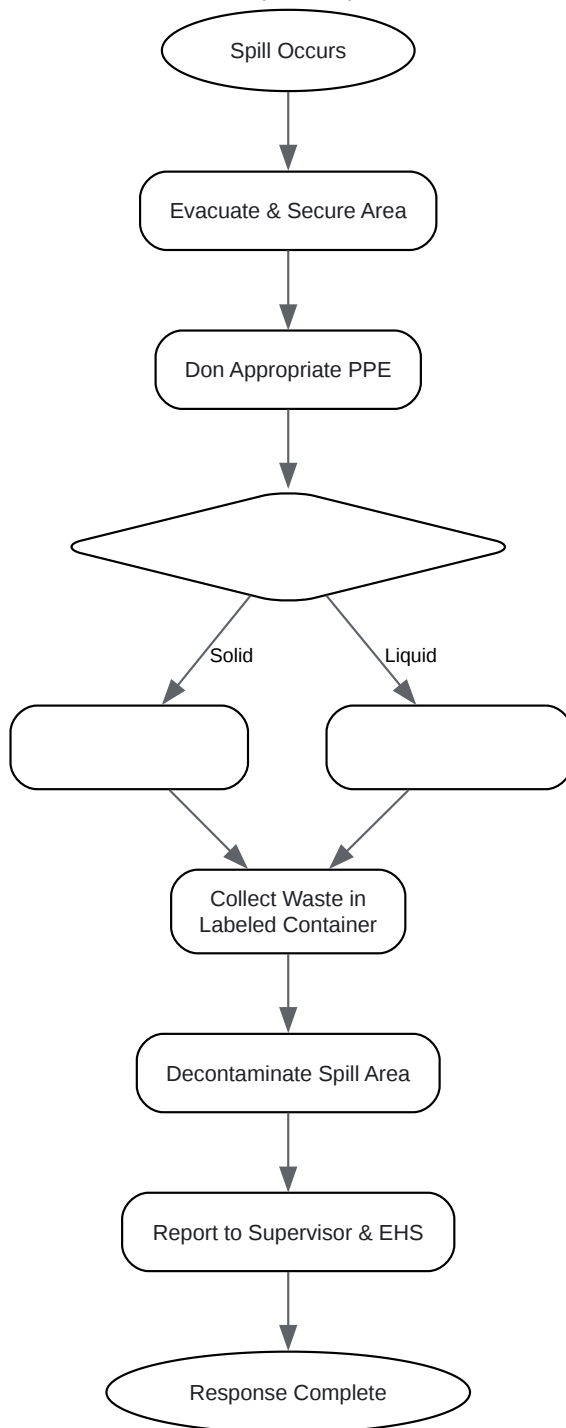 Spill Occurs
Evacuate & Secure Area
Don Appropriate PPE
Solid
Liquid
Collect Waste in
Labeled Container
Decontaminate Spill Area
Report to Supervisor & EHS
Response Complete